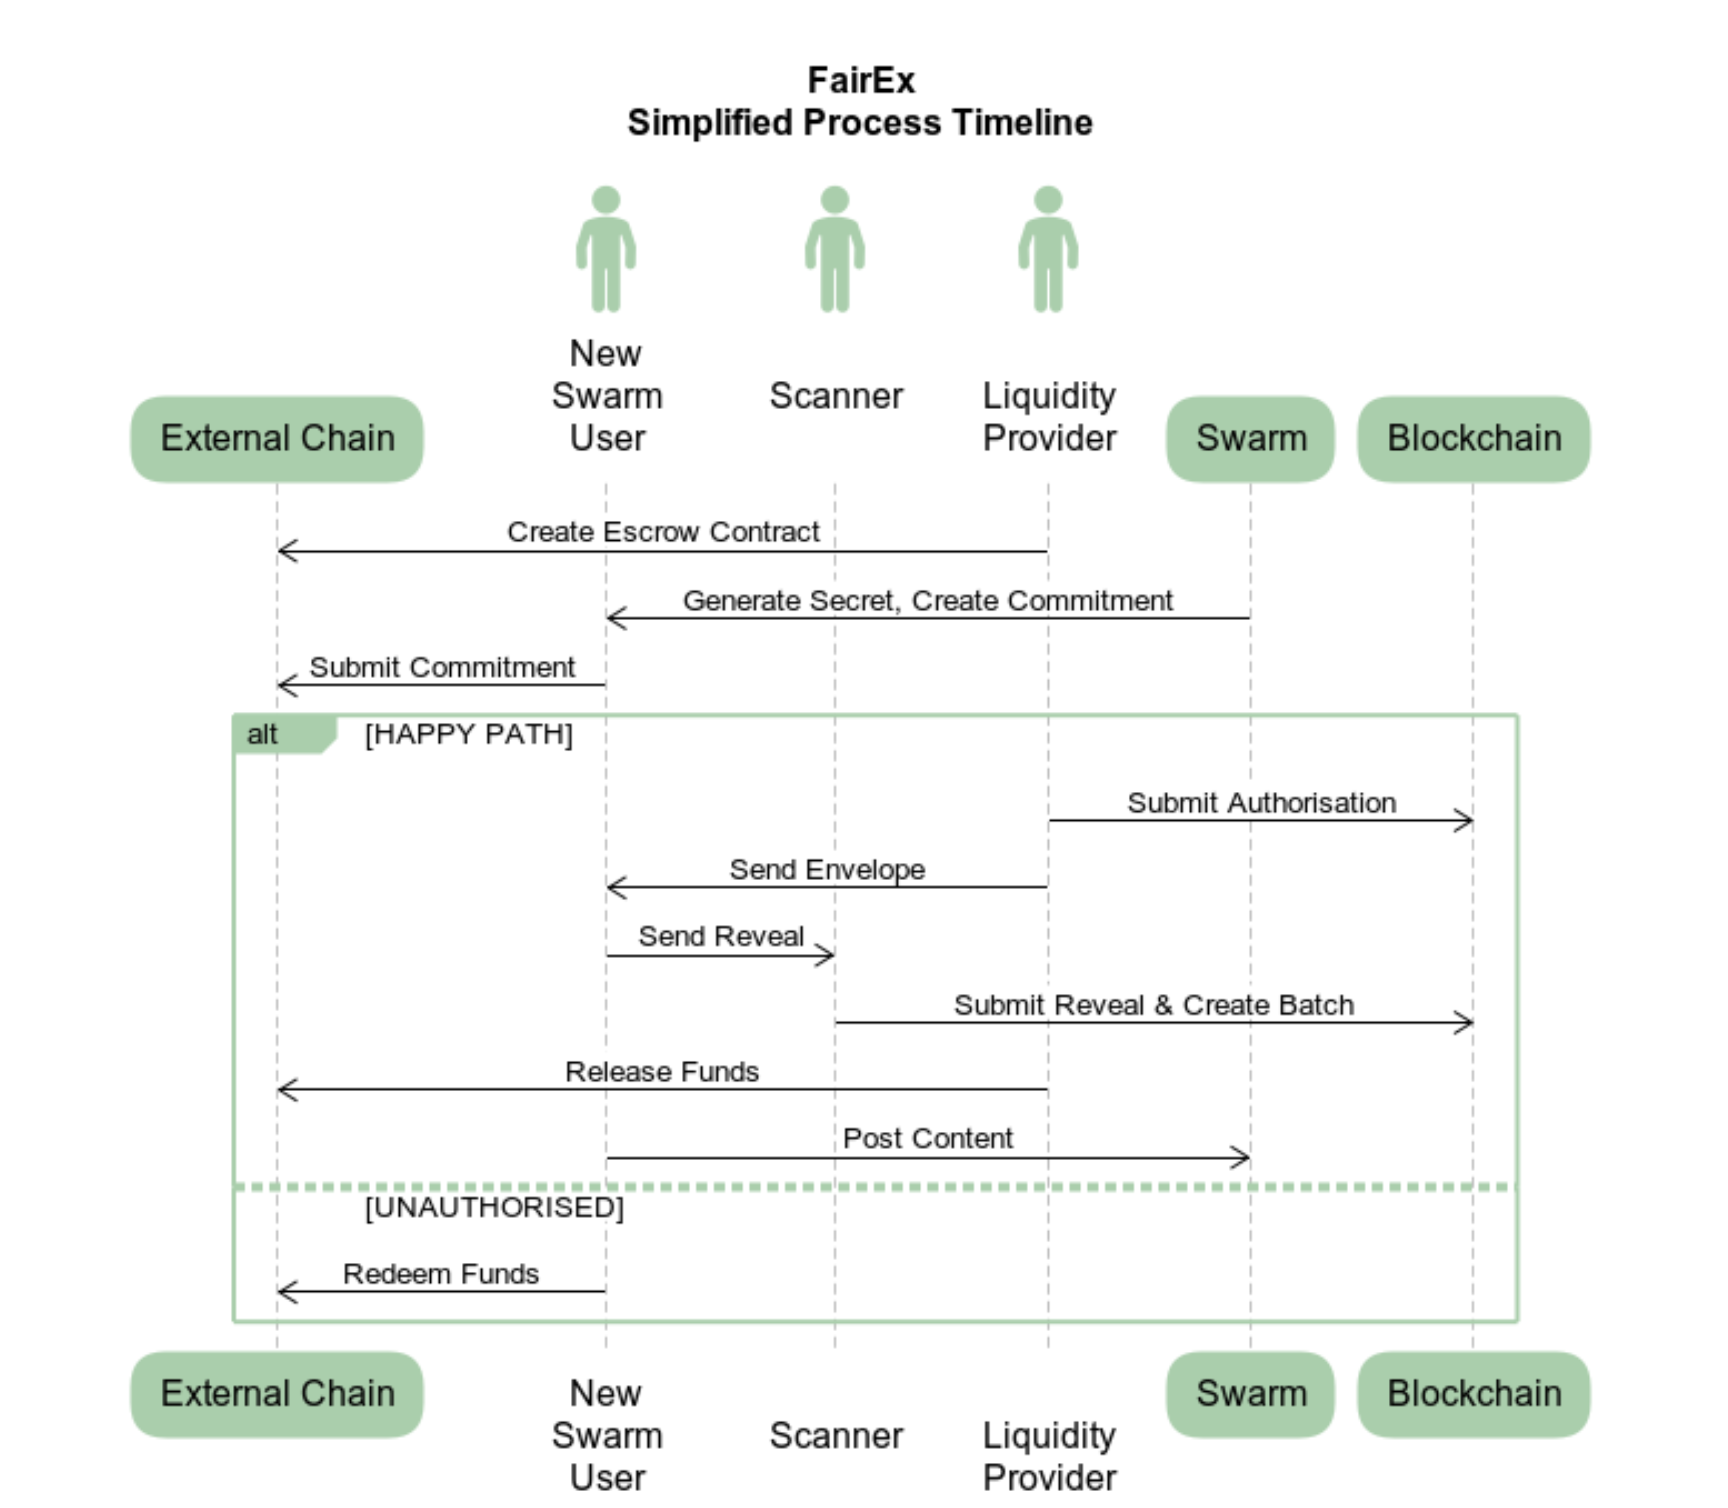 FairEx
Simplified Process Timeline
New
Swarm
User
Scanner
Liquidity
Provider
External Chain
Swarm
Blockchain
Create Escrow Contract
Generate Secret, Create Commitment
Submit Commitment
alt
[HAPPY PATH]
Submit Authorisation
Send Envelope
Send Reveal
Submit Reveal & Create Batch
Release Funds
Post Content
[UNAUTHORISED]
Redeem Funds
External Chain
New
Swarm
User
Scanner
Liquidity
Provider
Swarm
Blockchain